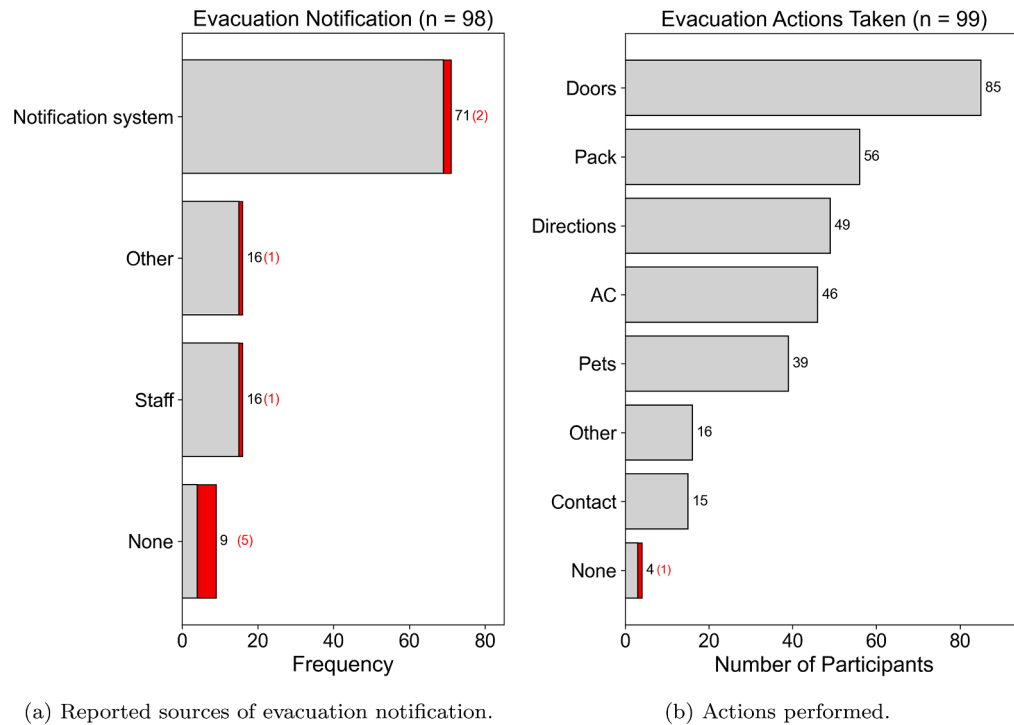 Evacuation Notification (n = 98)
Notification system
71 (2)
Other
16 (1)
Staff
16 (1)
None
9 (5)
0 20 40 60 80
Frequency
(a) Reported sources of evacuation notification.
Evacuation Actions Taken (n = 99)
Doors
85
Pack
56
Directions
49
AC
46
Pets
39
Other
16
Contact
15
None
4 (1)
0 20 40 60 80
Number of Participants
(b) Actions performed.